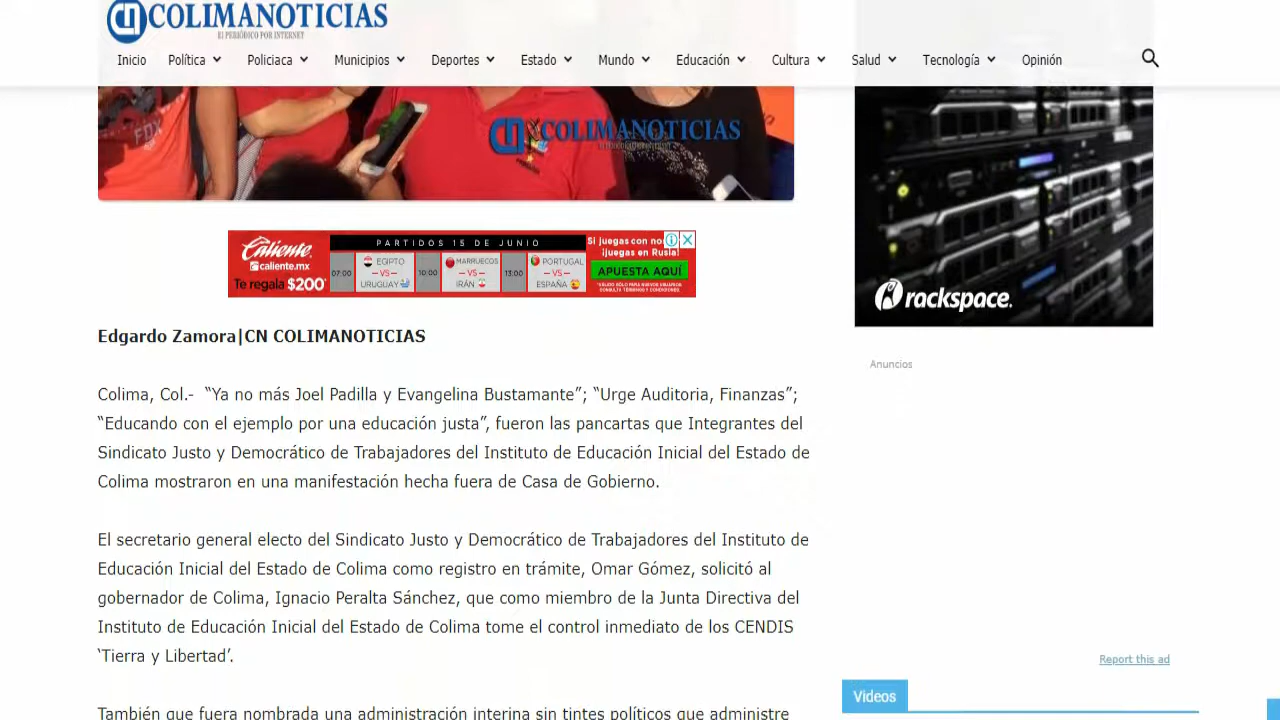 COLIMANOTICIAS
EL PERIÓDICO POR INTERNET
Inicio Política Policiaca Municipios Deportes Estado Mundo Educación Cultura Salud Tecnología Opinión
FOX
COLIMANOTICIAS
Caliente
caliente.mx
Te regala $200
PARTIDOS 15 DE JUNIO
07:00 EGIPTO VS URUGUAY
10:00 MARRUECOS VS IRÁN
13:00 PORTUGAL VS ESPAÑA
Si juegas con no
¡juegas en Rusia!
APUESTA AQUÍ
rackspace.
Anuncios
Edgardo Zamora|CN COLIMANOTICIAS
Colima, Col.- “Ya no más Joel Padilla y Evangelina Bustamante”; “Urge Auditoria, Finanzas”;
“Educando con el ejemplo por una educación justa”, fueron las pancartas que Integrantes del
Sindicato Justo y Democrático de Trabajadores del Instituto de Educación Inicial del Estado de
Colima mostraron en una manifestación hecha fuera de Casa de Gobierno.
El secretario general electo del Sindicato Justo y Democrático de Trabajadores del Instituto de
Educación Inicial del Estado de Colima como registro en trámite, Omar Gómez, solicitó al
gobernador de Colima, Ignacio Peralta Sánchez, que como miembro de la Junta Directiva del
Instituto de Educación Inicial del Estado de Colima tome el control inmediato de los CENDIS
‘Tierra y Libertad’.
También que fuera nombrada una administración interina sin tintes políticos que administre
Report this ad
Videos